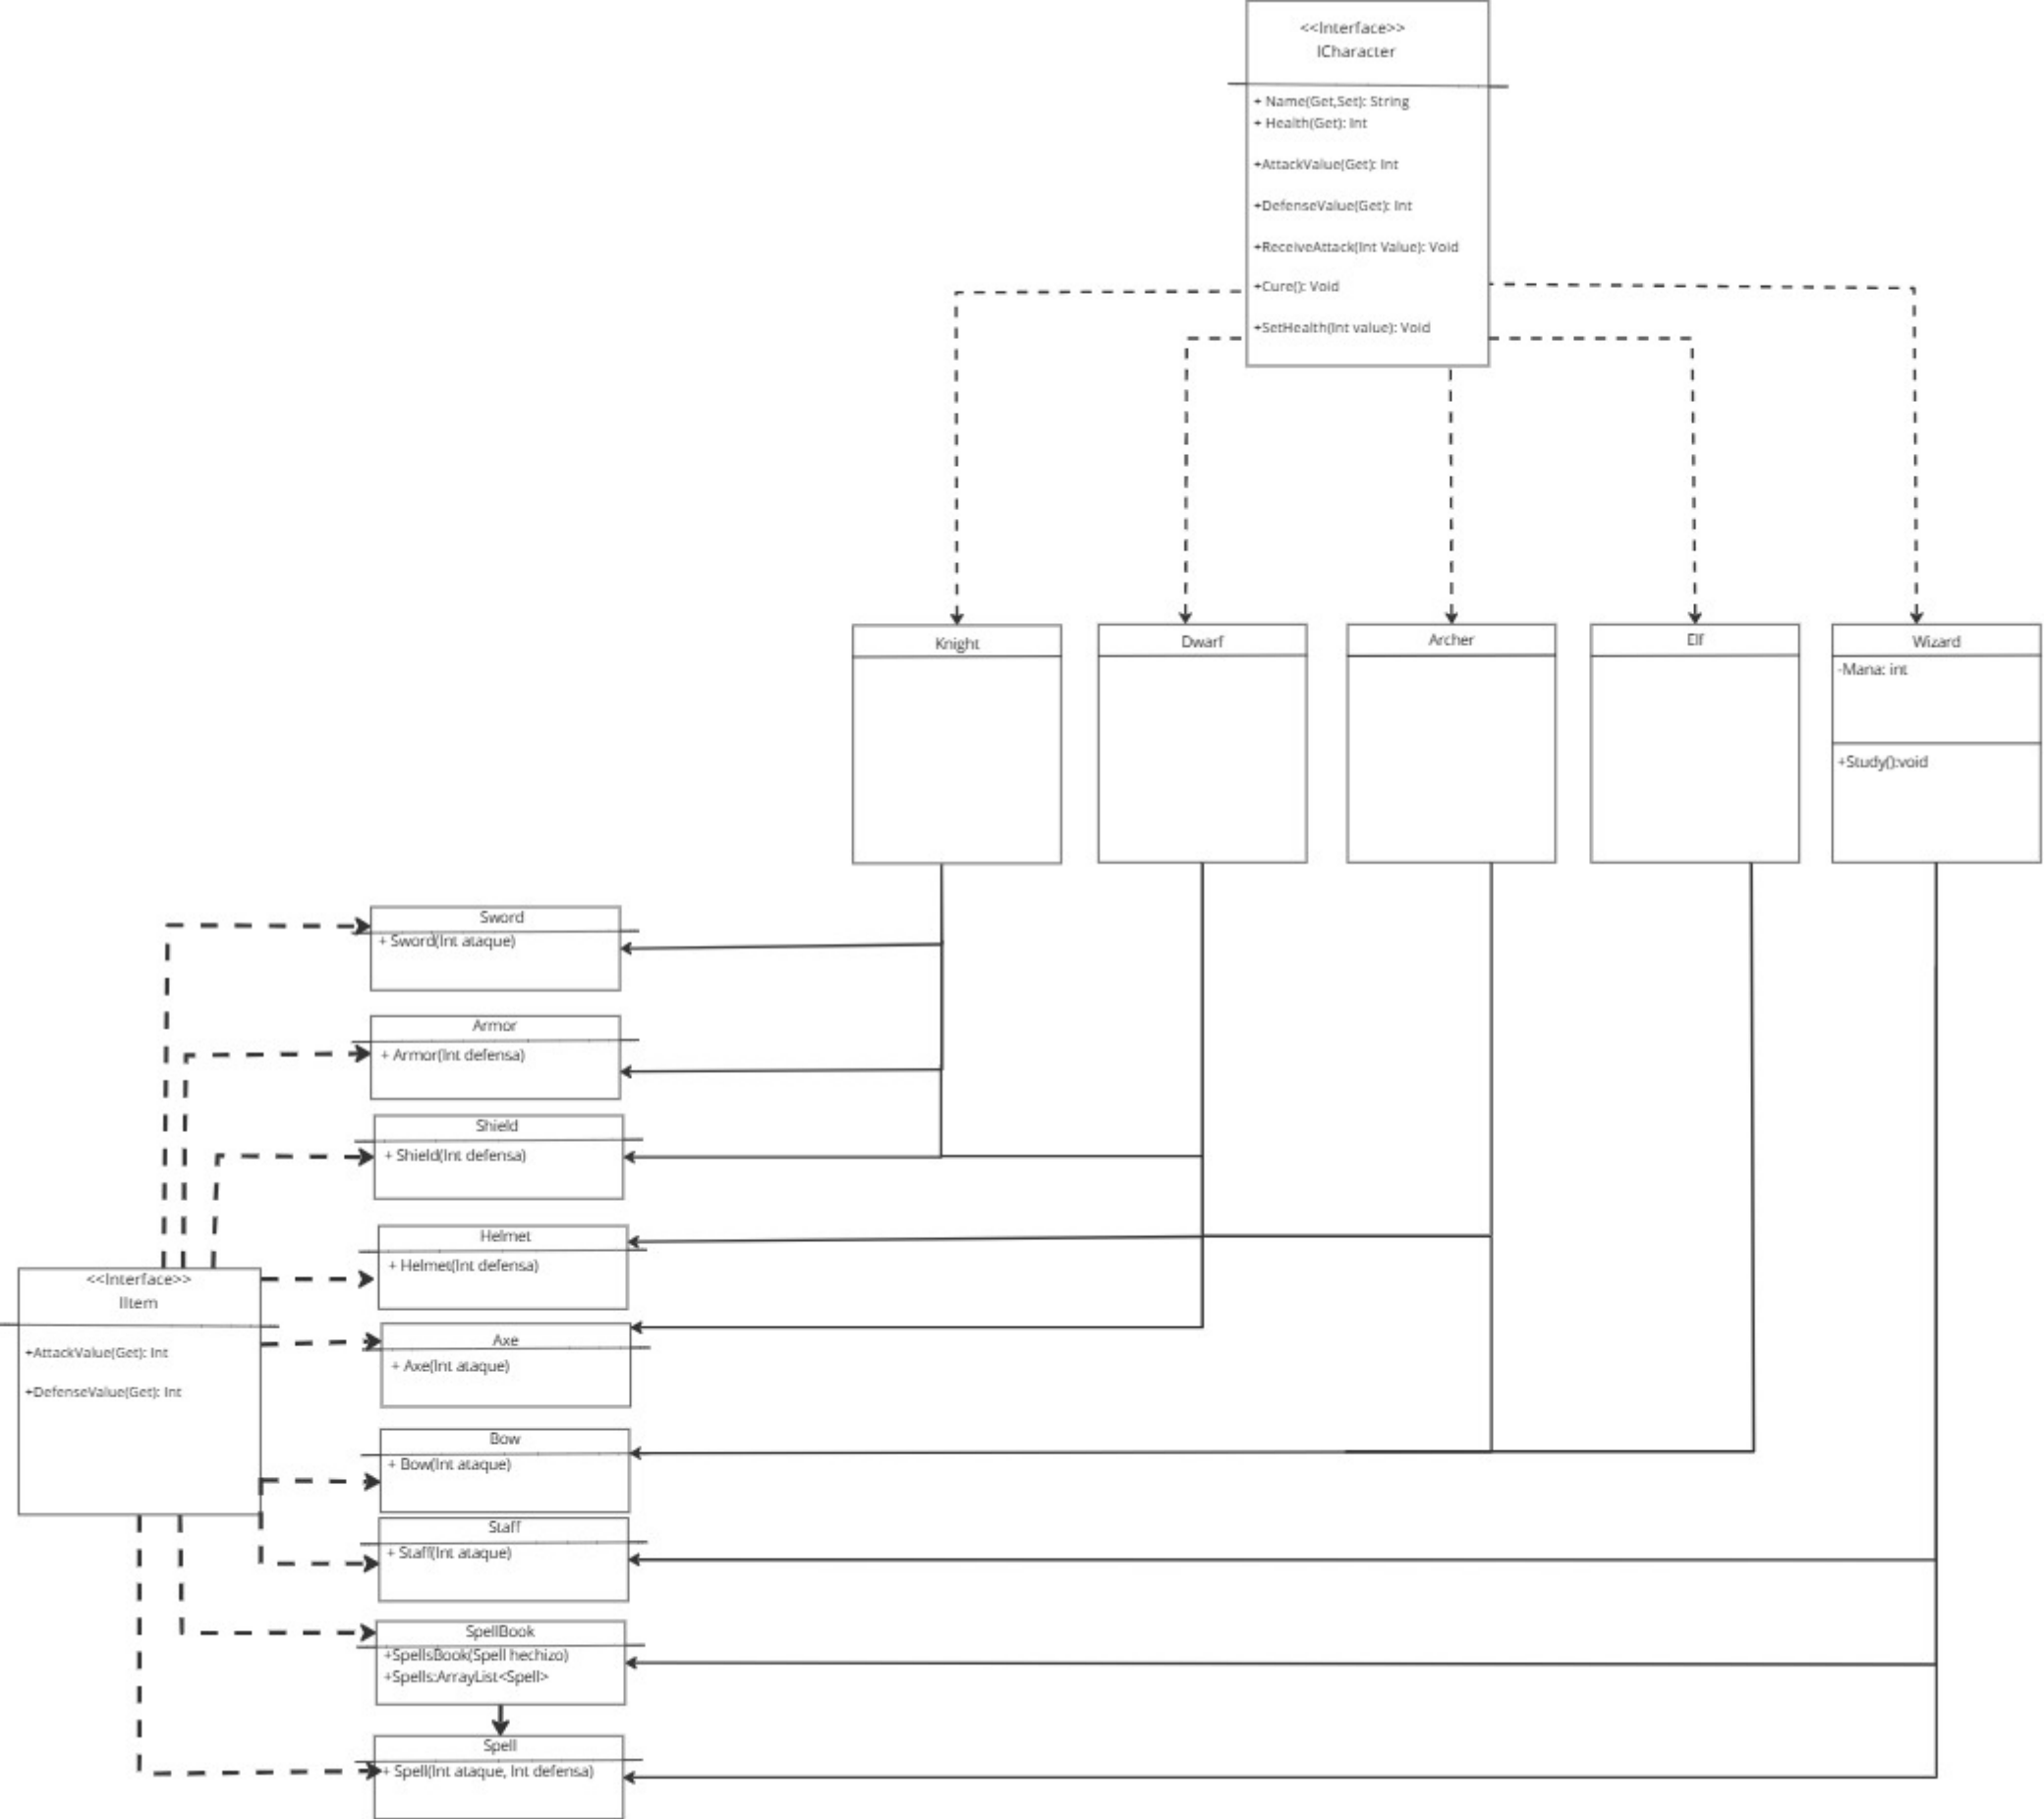 <<Interface>>
ICharacter
+ Name(Get,Set): String
+ Health(Get): Int
+AttackValue(Get): Int
+DefenseValue(Get): Int
+ReceiveAttack(Int Value): Void
+Cure(): Void
+SetHealth(Int value): Void
Knight
Dwarf
Archer
Elf
Wizard
-Mana: int
+Study():void
Sword
+ Sword(Int ataque)
Armor
+ Armor(Int defensa)
Shield
+ Shield(Int defensa)
Helmet
+ Helmet(Int defensa)
<<Interface>>
IItem
+AttackValue(Get): Int
+DefenseValue(Get): Int
Axe
+ Axe(Int ataque)
Bow
+ Bow(Int ataque)
Staff
+ Staff(Int ataque)
SpellBook
+SpellsBook(Spell hechizo)
+Spells:ArrayList<Spell>
Spell
+ Spell(Int ataque, Int defensa)